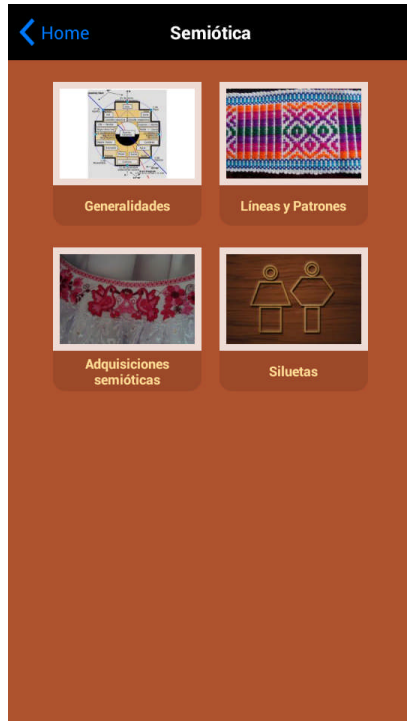 Home
Semiótica
Generalidades
Líneas y Patrones
Adquisiciones
semióticas
Siluetas